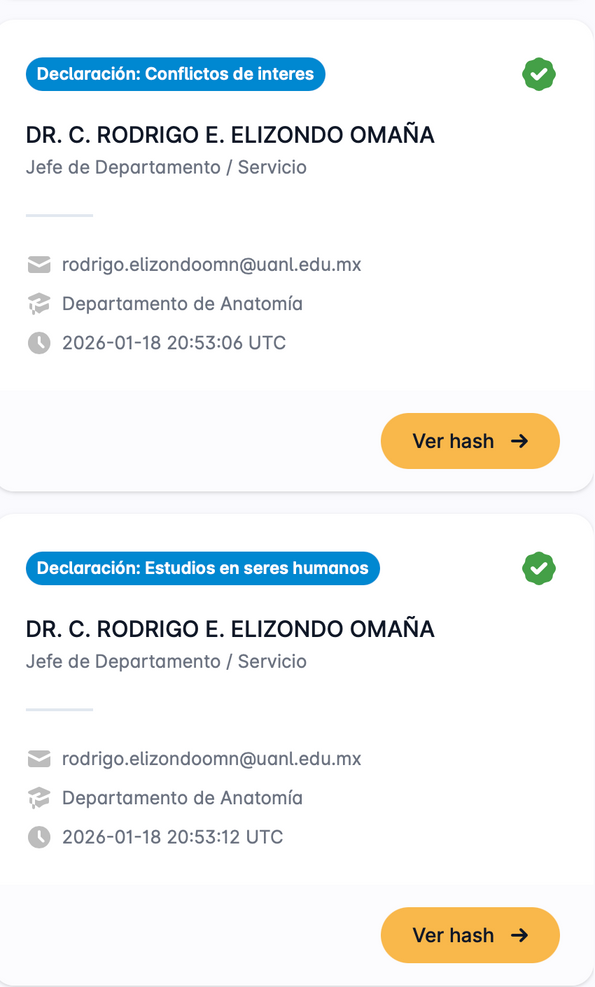 Declaración: Conflictos de interes
DR. C. RODRIGO E. ELIZONDO OMAÑA
Jefe de Departamento / Servicio
rodrigo.elizondoomn@uanl.edu.mx
Departamento de Anatomía
2026-01-18 20:53:06 UTC
Ver hash →
Declaración: Estudios en seres humanos
DR. C. RODRIGO E. ELIZONDO OMAÑA
Jefe de Departamento / Servicio
rodrigo.elizondoomn@uanl.edu.mx
Departamento de Anatomía
2026-01-18 20:53:12 UTC
Ver hash →